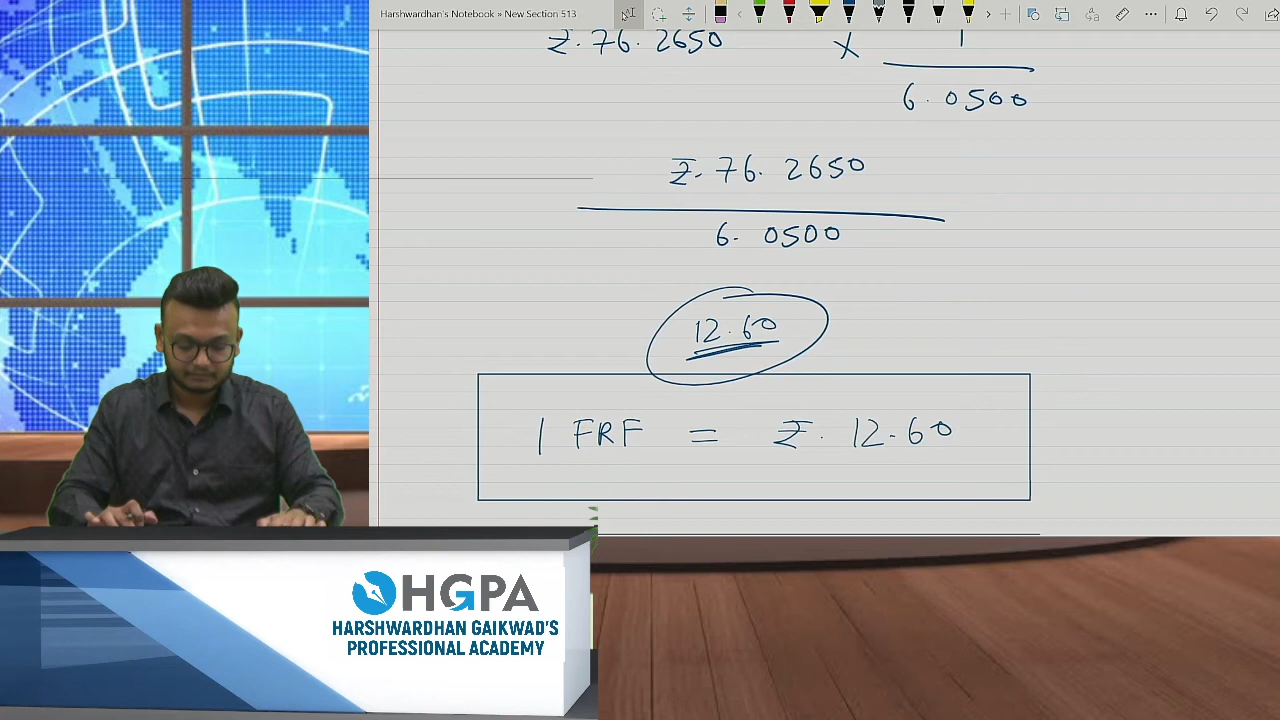 Harshwardhan's Notebook » New Section 513
₹. 76. 2650 X 1
6. 0500
₹. 76. 2650
6. 0500
12.60
1 FRF = ₹. 12.60
HGPA
HARSHWARDHAN GAIKWAD'S
PROFESSIONAL ACADEMY